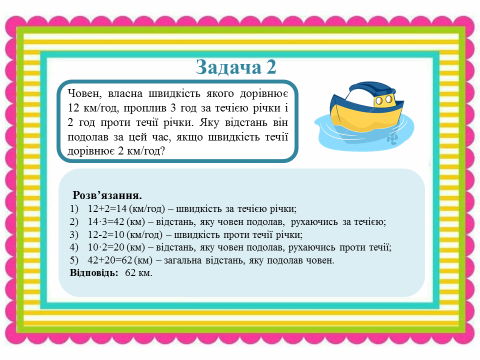 Задача 2
Човен, власна швидкість якого дорівнює
12 км/год, проплив 3 год за течією річки і
2 год проти течії річки. Яку відстань він
подолав за цей час, якщо швидкість течії
дорівнює 2 км/год?
Розв’язання.
1) 12+2=14 (км/год) – швидкість за течією річки;
2) 14·3=42 (км) – відстань, яку човен подолав, рухаючись за течією;
3) 12-2=10 (км/год) – швидкість проти течії річки;
4) 10·2=20 (км) – відстань, яку човен подолав, рухаючись проти течії;
5) 42+20=62 (км) – загальна відстань, яку подолав човен.
Відповідь: 62 км.